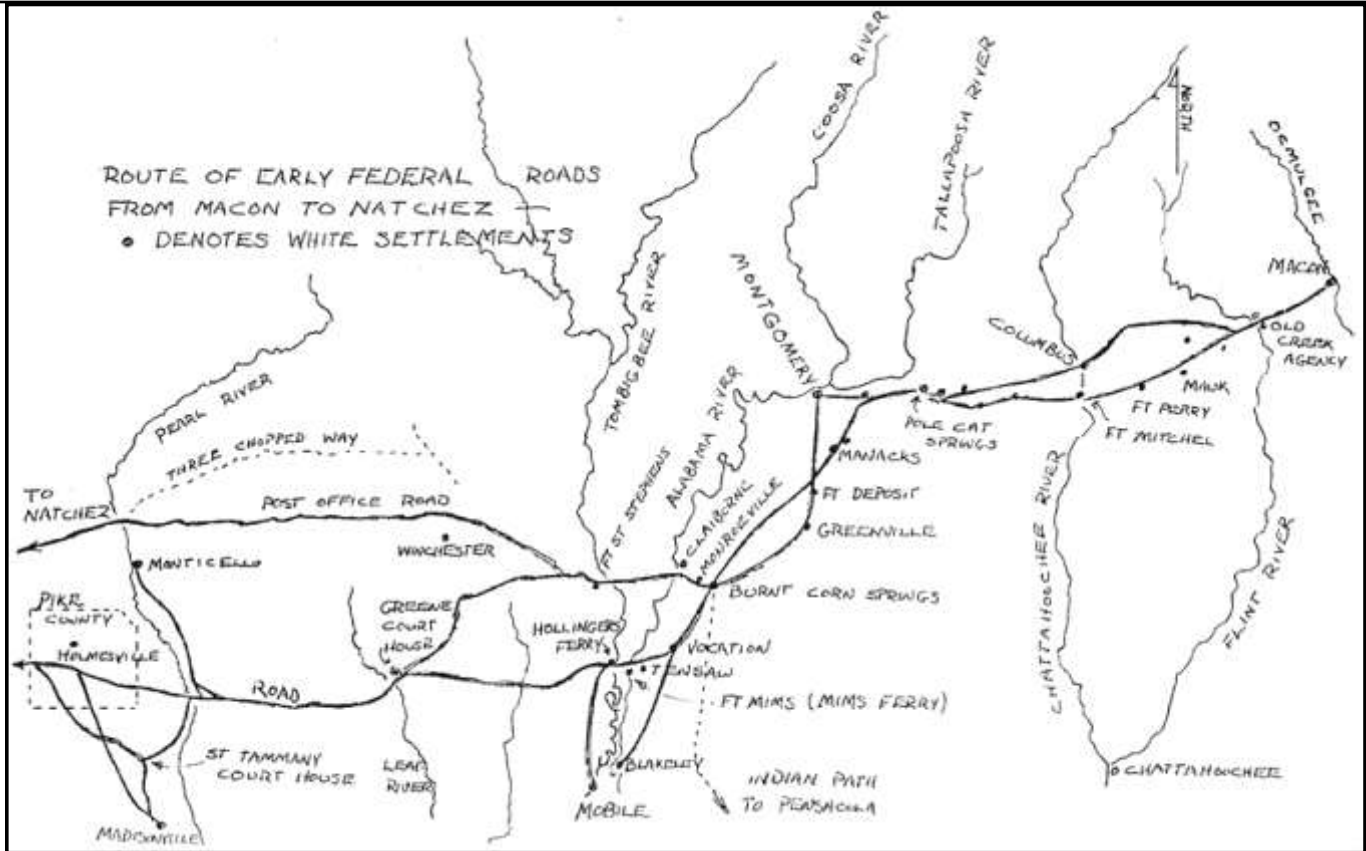 ROUTE OF EARLY FEDERAL ROADS
FROM MACON TO NATCHEZ
• DENOTES WHITE SETTLEMENTS
COOSA RIVER
TALLAPOOSA RIVER
NORTH
OCMULGEE
MACON
OLD
CREEK
AGENCY
COLUMBUS
MAUK
FT PERRY
FT MITCHEL
POLE CAT
SPRINGS
MONTGOMERY
TOMBIGBEE RIVER
ALABAMA RIVER
PEARL RIVER
THREE CHOPPED WAY
POST OFFICE ROAD
TO
NATCHEZ
MONTICELLO
WINCHESTER
FT ST STEPHENS
CLAIBORNE
MONROEVILLE
MANACKS
FT DEPOSIT
GREENVILLE
BURNT CORN SPRINGS
PIKE
COUNTY
HOLMESVILLE
GREENE
COURT
HOUSE
HOLLINGERS
FERRY
VOCATION
TENSAW
FT MIMS (MIMS FERRY)
ROAD
ST TAMMANY
COURT HOUSE
LEAF
RIVER
BLAKELEY
MOBILE
INDIAN PATH
TO PENSACOLA
MADISONVILLE
CHATTAHOOCHEE RIVER
FLINT RIVER
CHATTAHOOCHEE